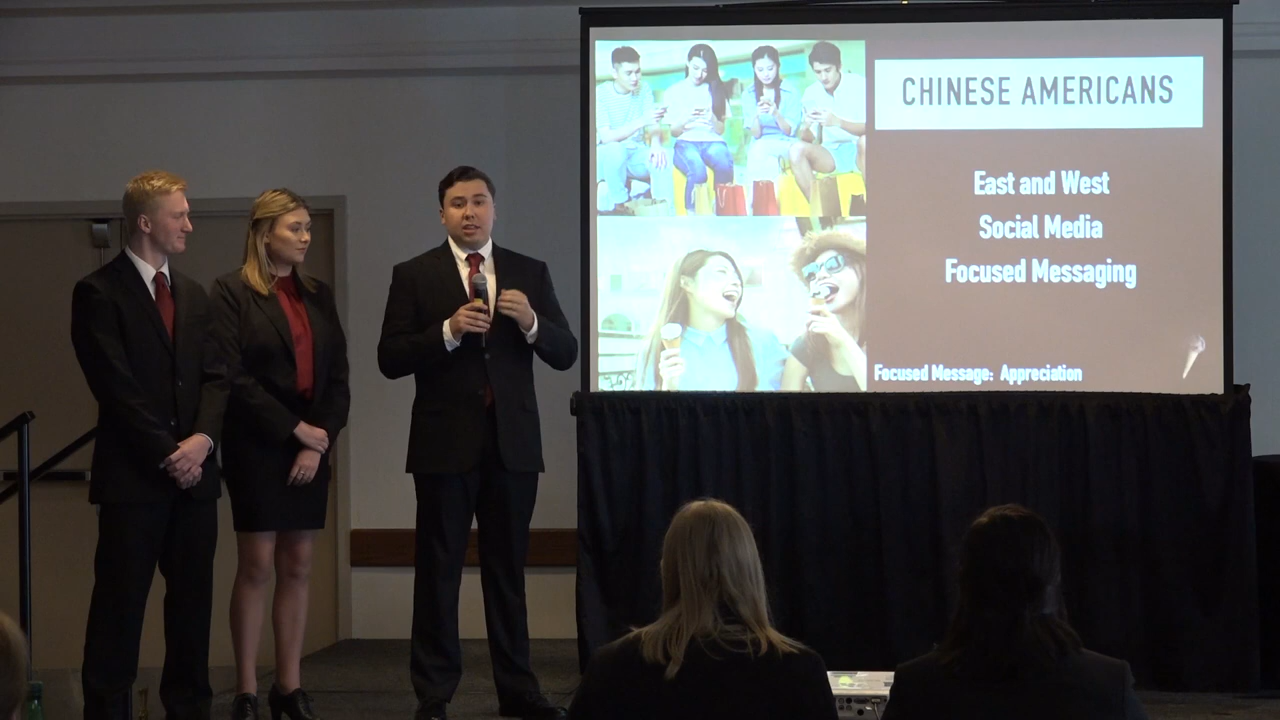 CHINESE AMERICANS
East and West
Social Media
Focused Messaging
Focused Message: Appreciation